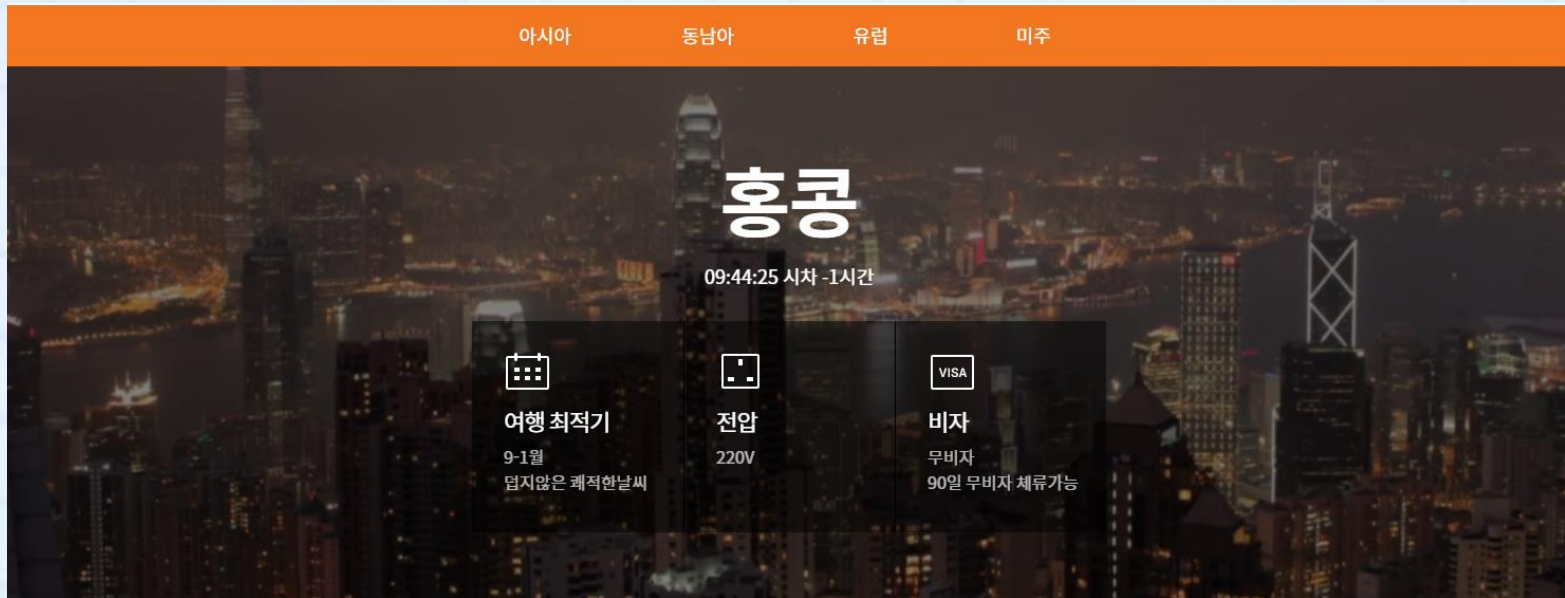 아시아 동남아 유럽 미주
홍콩
09:44:25 시차 -1시간
VISA
여행 최적기
9-1월
덥지않은 쾌적한날씨
전압
220V
비자
무비자
90일 무비자 체류가능